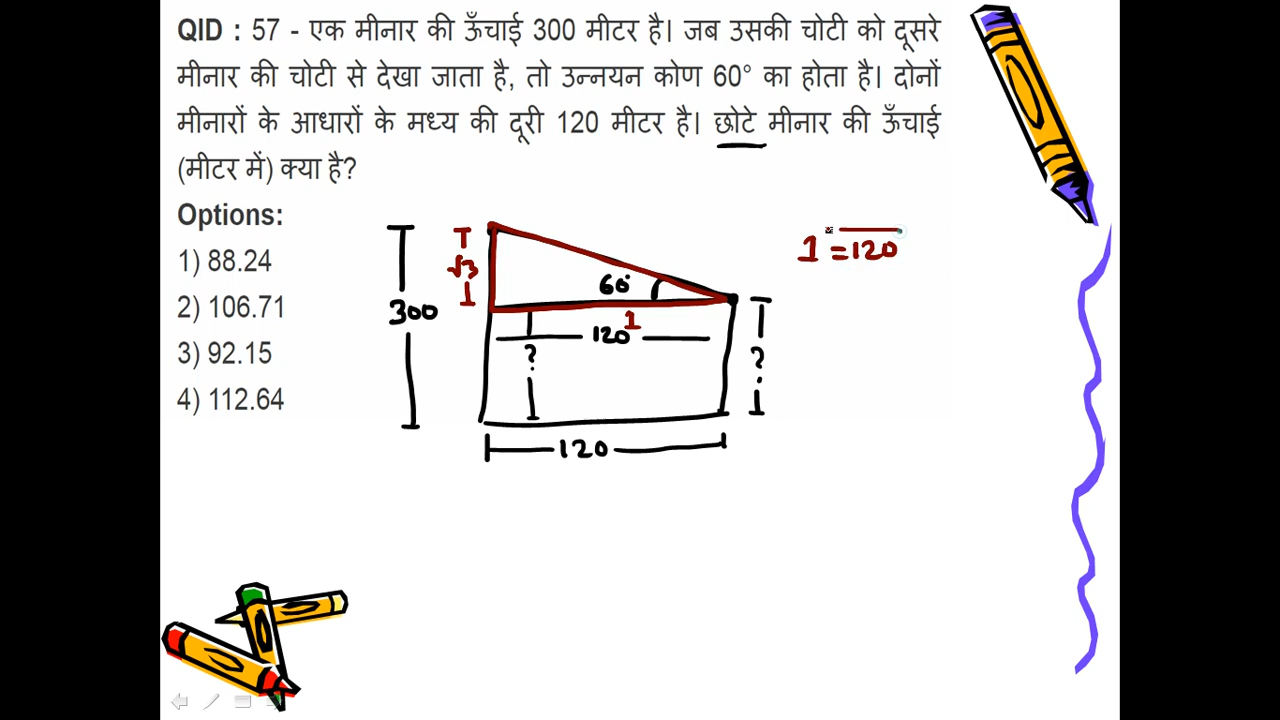 QID : 57 - एक मीनार की ऊँचाई 300 मीटर है। जब उसकी चोटी को दूसरे
मीनार की चोटी से देखा जाता है, तो उन्नयन कोण 60° का होता है। दोनों
मीनारों के आधारों के मध्य की दूरी 120 मीटर है। छोटे मीनार की ऊँचाई
(मीटर में) क्या है?
Options:
1) 88.24
2) 106.71
3) 92.15
4) 112.64
1 = 120
√3
60°
300
1
120
?
?
120